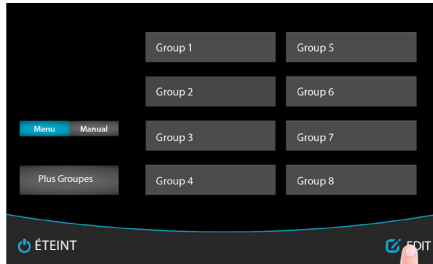 Group 1 Group 5
Group 2 Group 6
Menu Manual
Group 3 Group 7
Plus Groupes
Group 4 Group 8
ÉTEINT
EDIT